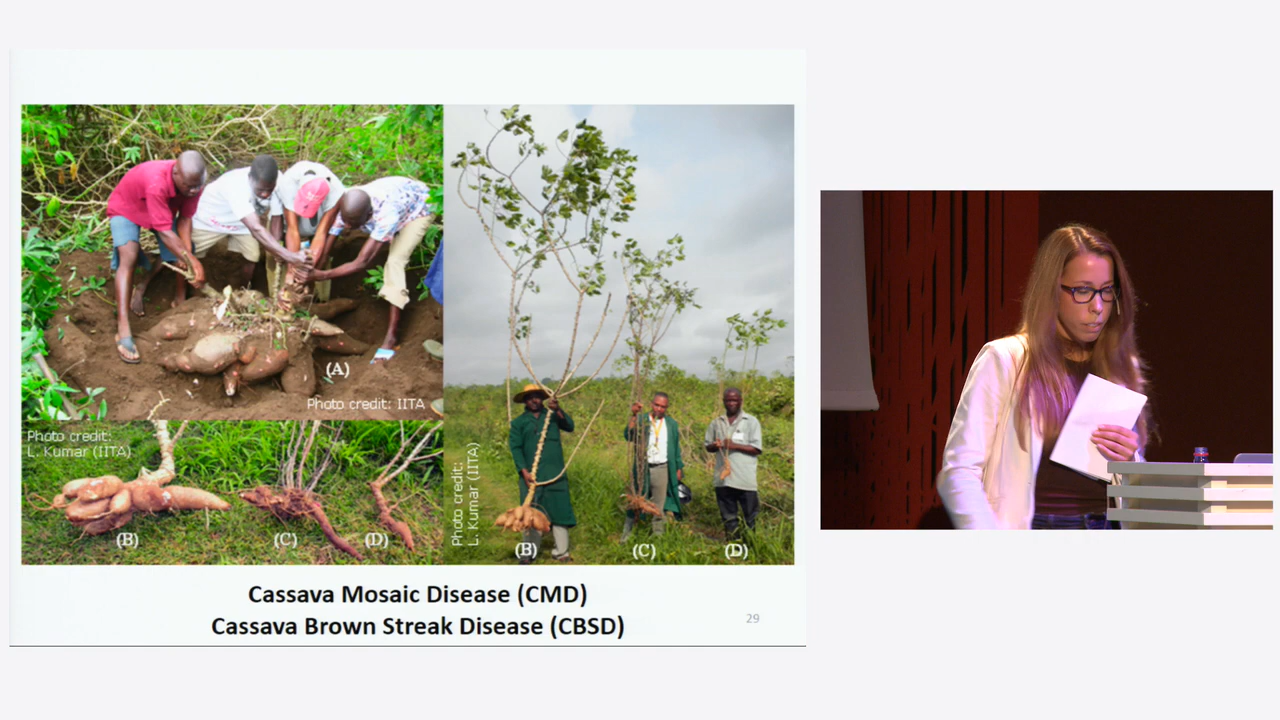 (A)
Photo credit: IITA
Photo credit:
L. Kumar (IITA)
(B)
(C)
(D)
Photo credit:
L. Kumar (IITA)
(B)
(C)
(D)
Cassava Mosaic Disease (CMD)
Cassava Brown Streak Disease (CBSD)
29